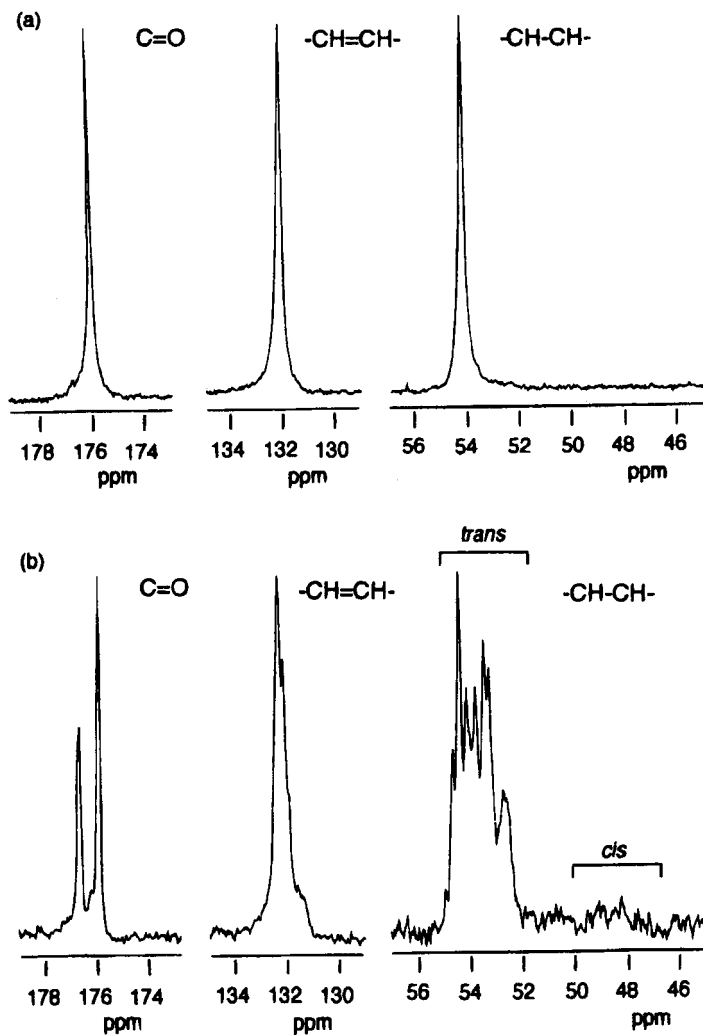 (a)
C=O -CH=CH- -CH-CH-
178 176 174 134 132 130 56 54 52 50 48 46
ppm ppm ppm
(b)
trans
C=O -CH=CH- -CH-CH-
cis
178 176 174 134 132 130 56 54 52 50 48 46
ppm ppm ppm